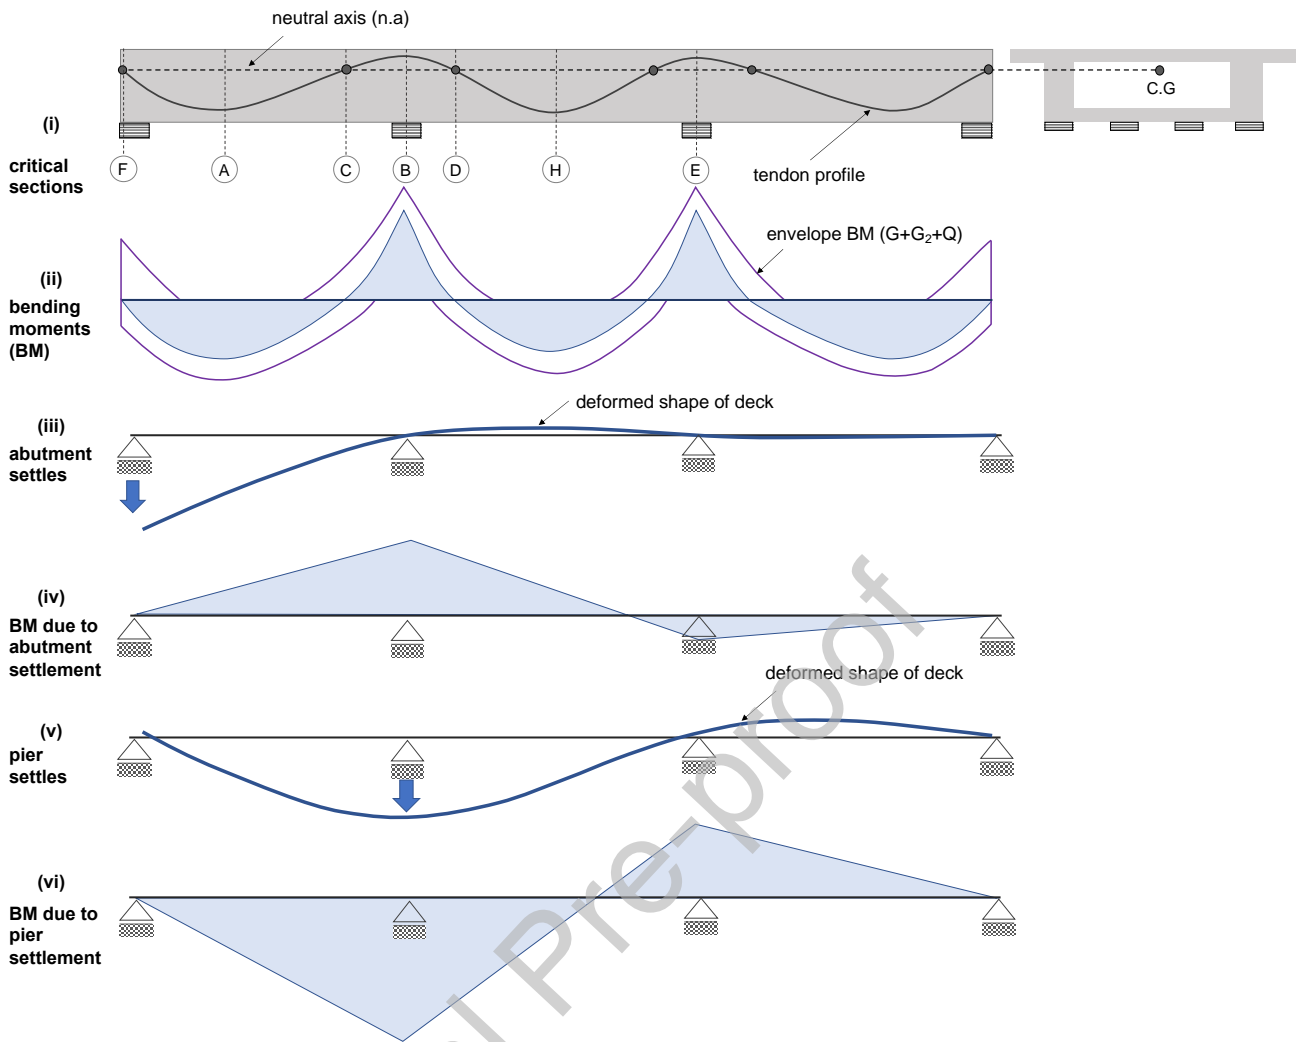 neutral axis (n.a)
C.G
(i)
critical
sections
F
A
C
B
D
H
E
tendon profile
envelope BM (G+G₂+Q)
(ii)
bending
moments
(BM)
deformed shape of deck
(iii)
abutment
settles
(iv)
BM due to
abutment
settlement
deformed shape of deck
(v)
pier
settles
(vi)
BM due to
pier
settlement
Pre-proof